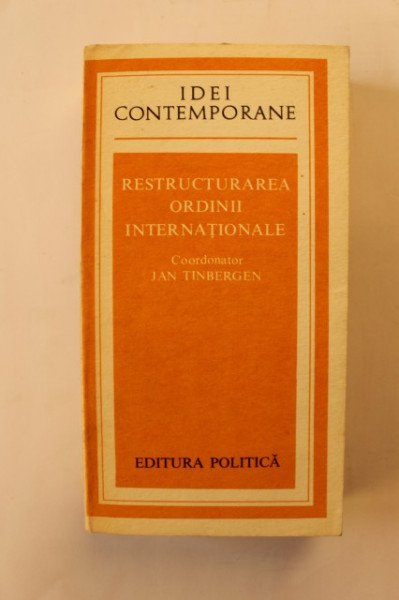 IDEI
CONTEMPORANE
RESTRUCTURAREA
ORDINII
INTERNAȚIONALE
Coordonator
JAN TINBERGEN
EDITURA POLITICĂ